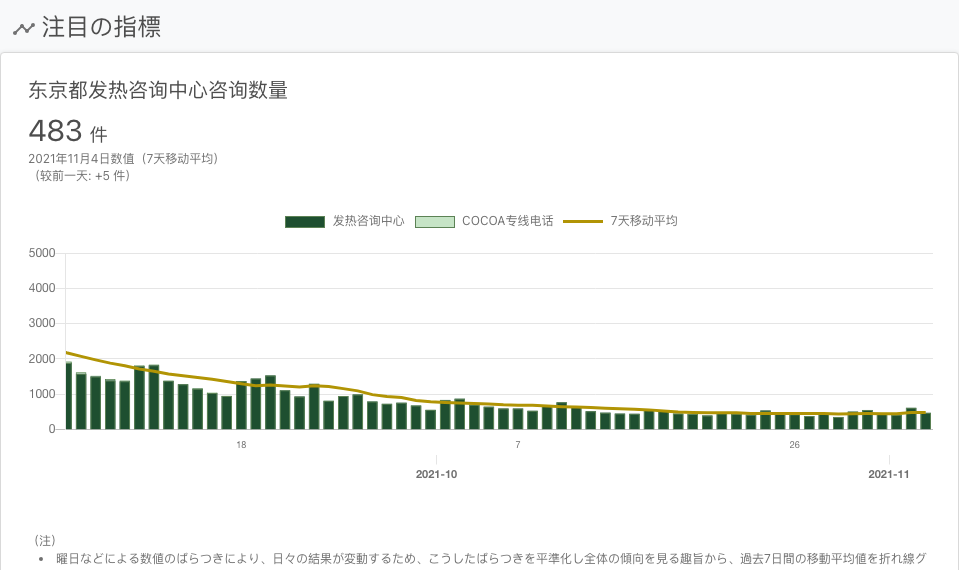 注目の指標
东京都发热咨询中心咨询数量
483 件
2021年11月4日数值（7天移动平均）
（较前一天: +5 件）
发热咨询中心 COCOA专线电话 7天移动平均
5000
4000
3000
2000
1000
0
18 7 26
2021-10 2021-11
（注）
• 曜日などによる数値のばらつきにより、日々の結果が変動するため、こうしたばらつきを平準化し全体の傾向を見る趣旨から、過去7日間の移動平均値を折れ線グ